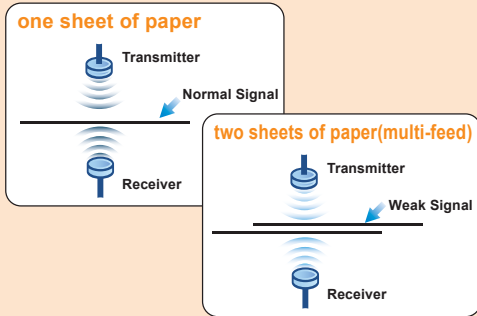 one sheet of paper
Transmitter
Normal Signal
Receiver
two sheets of paper(multi-feed)
Transmitter
Weak Signal
Receiver